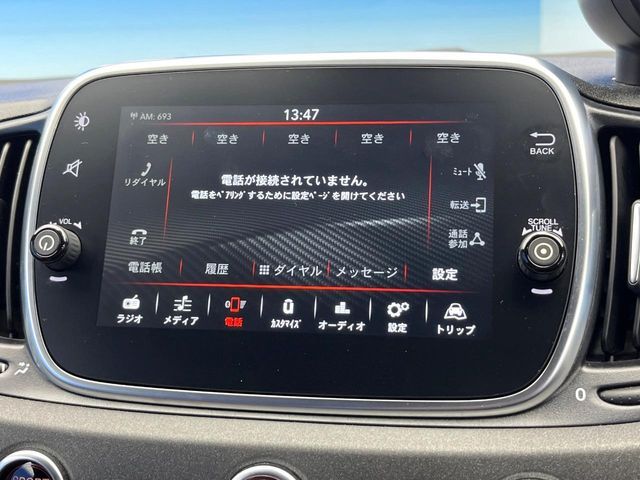 AM: 693
13:47
空き 空き 空き 空き 空き
リダイヤル
電話が接続されていません。
電話をﾍﾟｱﾘﾝｸﾞするために設定ﾍﾟｰｼﾞを開けてください
ﾐｭｰﾄ
転送
終了
通話
参加
電話帳 履歴 ダイヤル メッセージ 設定
ラジオ メディア 電話 ｶｽﾀﾏｲｽﾞ オーディオ 設定 トリップ
VOL
BACK
SCROLL
TUNE
0
SPORT